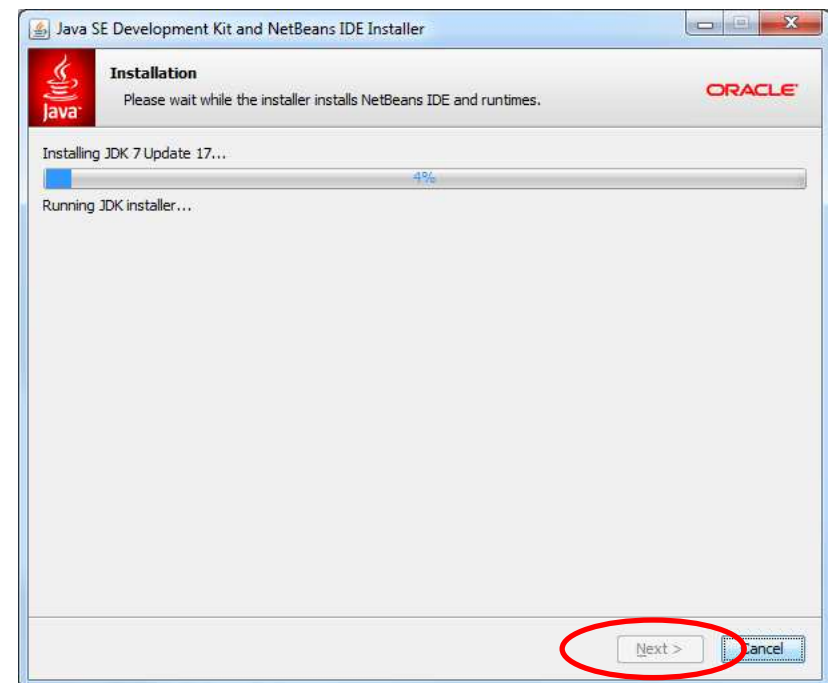 Java SE Development Kit and NetBeans IDE Installer
Installation
Please wait while the installer installs NetBeans IDE and runtimes.
Java
ORACLE
Installing JDK 7 Update 17...
4%
Running JDK installer...
Next >
Cancel